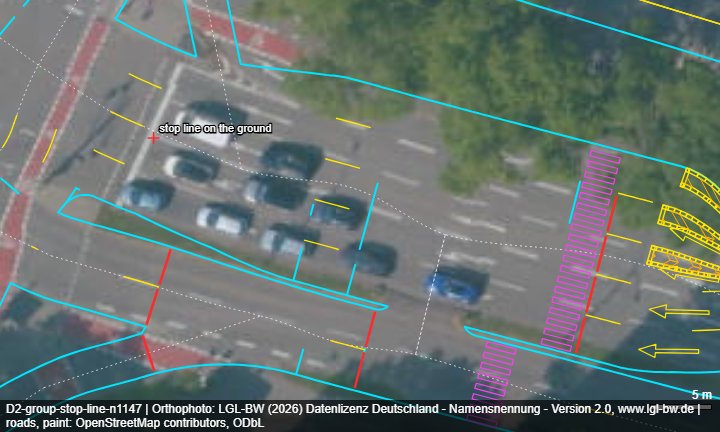 stop line on the ground
5 m
D2-group-stop-line-n1147 | Orthophoto: LGL-BW (2026) Datenlizenz Deutschland - Namensnennung - Version 2.0, www.lgl-bw.de |
roads, paint: OpenStreetMap contributors, ODbL